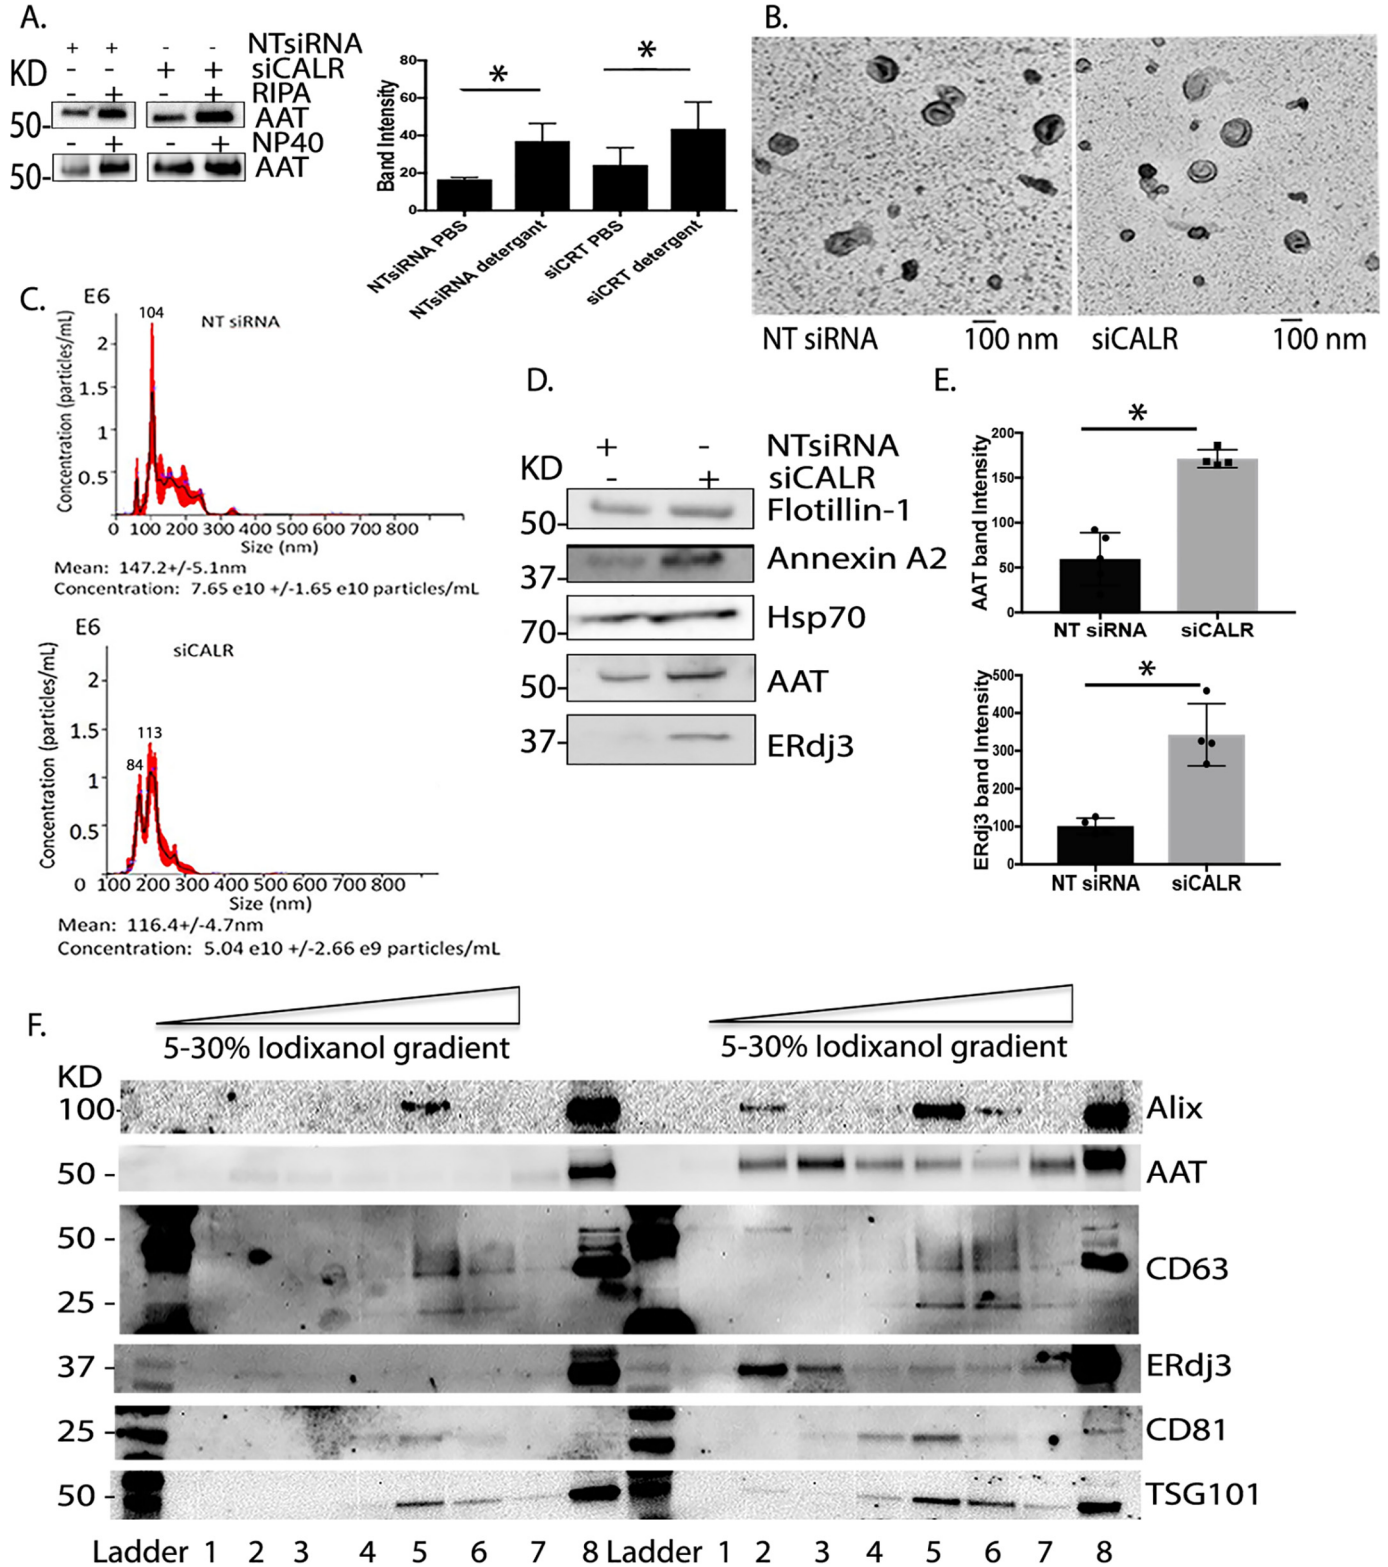 A.
+ + - - NTsiRNA
KD - - + + siCALR
- + - + RIPA
50- AAT
- + - + NP40
50- AAT
80
60
40
20
0
Band Intensity
* *
NTsiRNA PBS
NTsiRNA detergant
siCRT PBS
siCRT detergent
B.
NT siRNA 100 nm
siCALR 100 nm
C.
E6
104
NT siRNA
Concentration (particles/mL)
2
1.5
1
0.5
0 100 200 300 400 500 600 700 800
Size (nm)
Mean: 147.2+/-5.1nm
Concentration: 7.65 e10 +/-1.65 e10 particles/mL
E6
siCALR
Concentration (particles/mL)
2
1.5
1
0.5
113
84
0 100 200 300 400 500 600 700 800
Size (nm)
Mean: 116.4+/-4.7nm
Concentration: 5.04 e10 +/-2.66 e9 particles/mL
D.
+ - NTsiRNA
KD - + siCALR
50- Flotillin-1
37- Annexin A2
70- Hsp70
50- AAT
37- ERdj3
E.
*
AAT band Intensity
200
150
100
50
0
NT siRNA siCALR
*
ERdj3 band Intensity
500
400
300
200
100
0
NT siRNA siCALR
F.
5-30% Iodixanol gradient 5-30% Iodixanol gradient
KD
100- Alix
50 - AAT
50 -
CD63
25 -
37 - ERdj3
25 - CD81
50 - TSG101
Ladder 1 2 3 4 5 6 7 8 Ladder 1 2 3 4 5 6 7 8